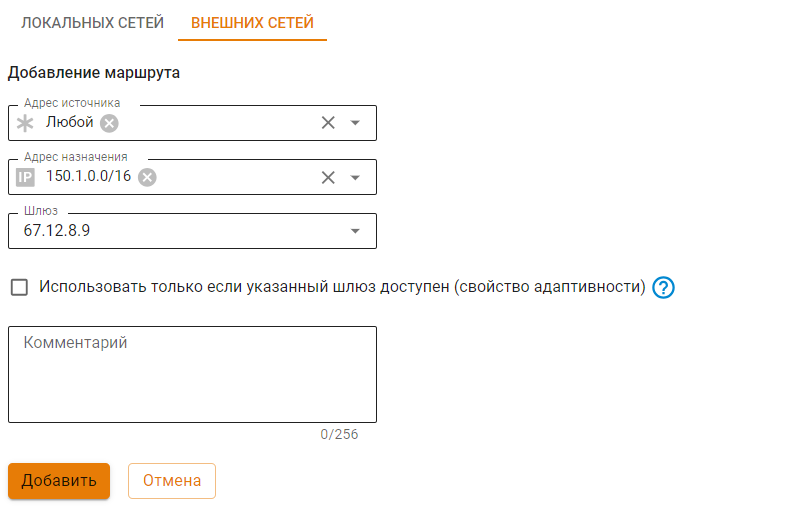 ЛОКАЛЬНЫХ СЕТЕЙ ВНЕШНИХ СЕТЕЙ
Добавление маршрута
Адрес источника
Любой
Адрес назначения
IP 150.1.0.0/16
Шлюз
67.12.8.9
Использовать только если указанный шлюз доступен (свойство адаптивности) ?
Комментарий
0/256
Добавить Отмена